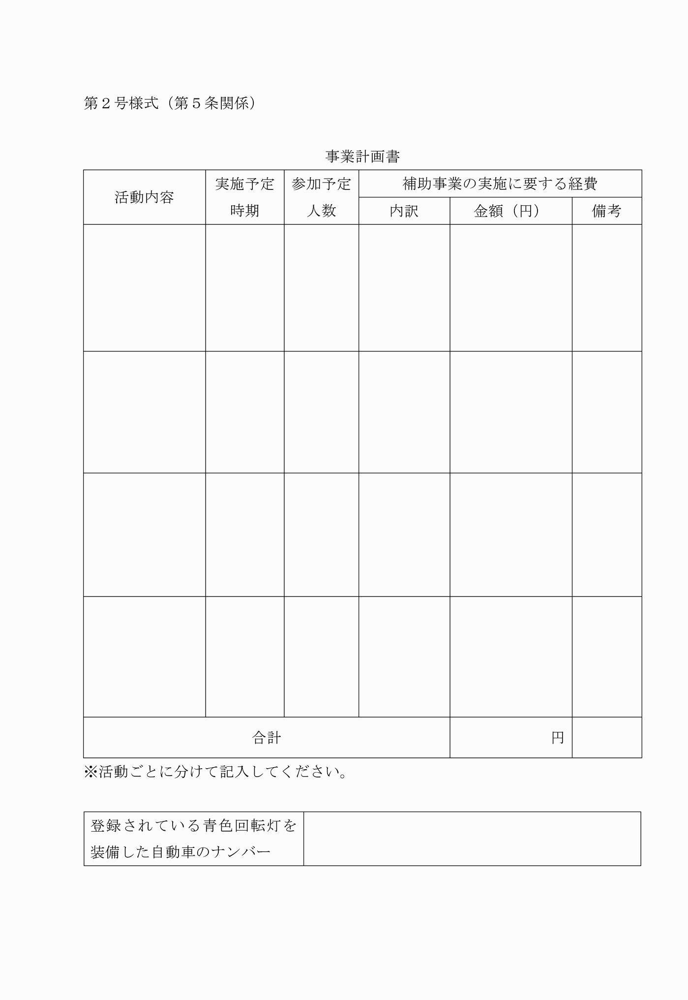 第２号様式（第５条関係）
事業計画書
活動内容
実施予定
時期
参加予定
人数
補助事業の実施に要する経費
内訳
金額（円）
備考
合計
円
※活動ごとに分けて記入してください。
登録されている青色回転灯を
装備した自動車のナンバー